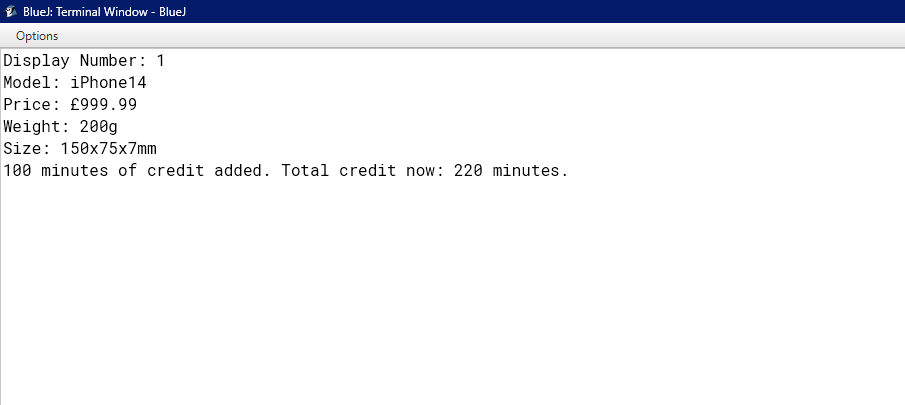 BlueJ: Terminal Window - BlueJ
Options
Display Number: 1
Model: iPhone14
Price: £999.99
Weight: 200g
Size: 150x75x7mm
100 minutes of credit added. Total credit now: 220 minutes.